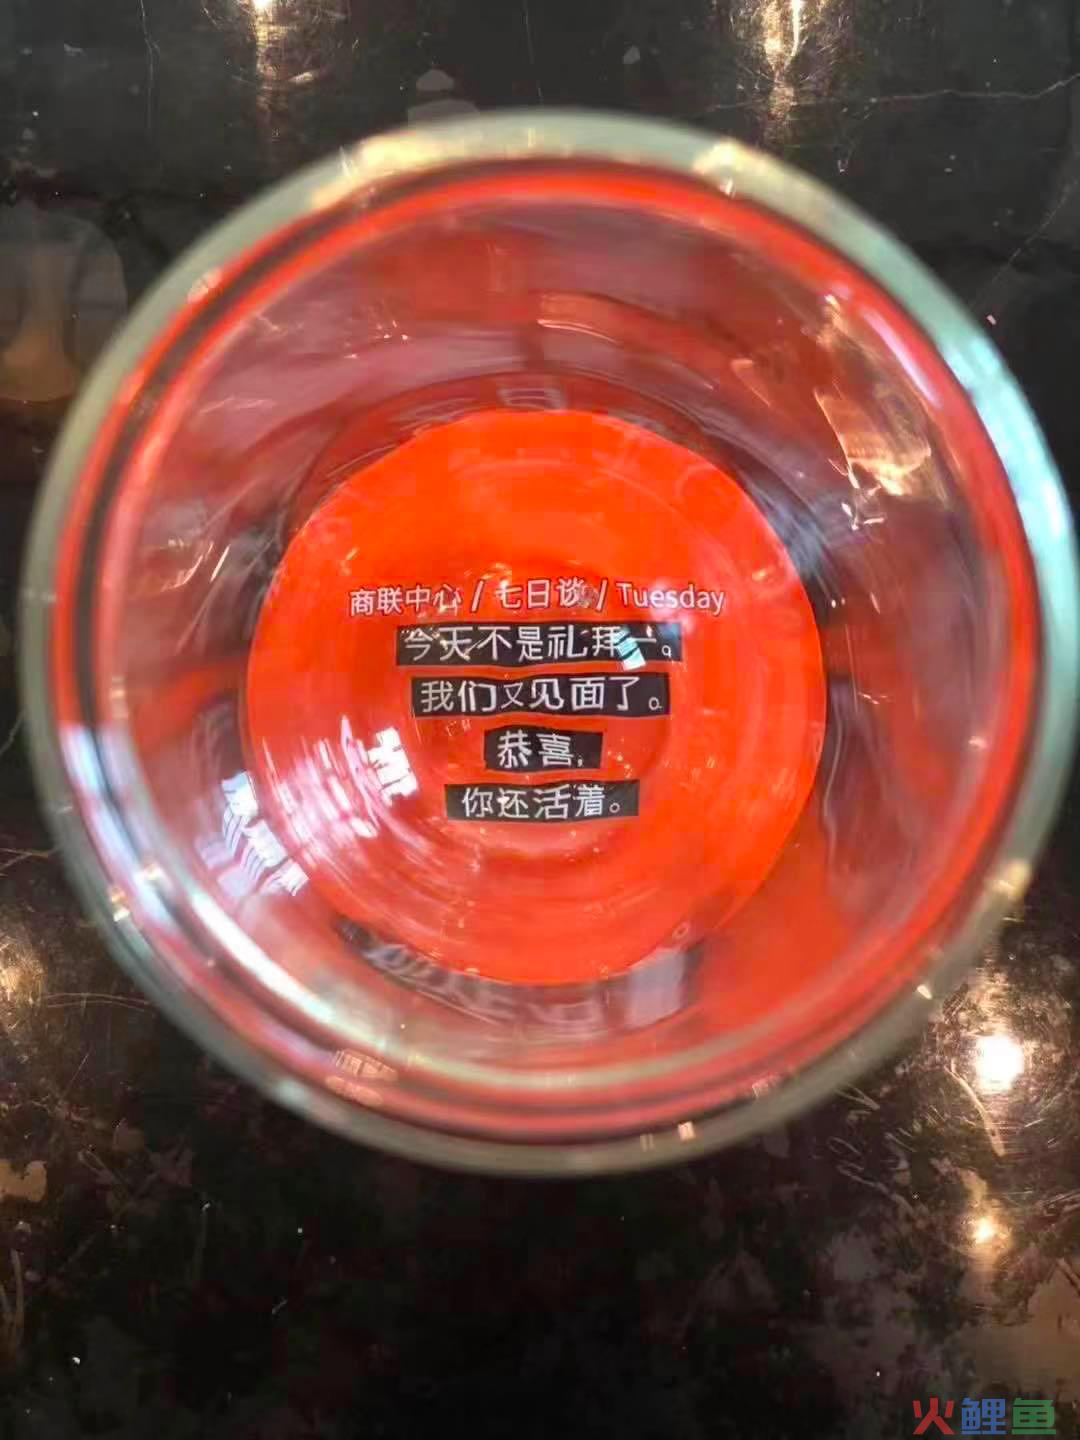 商联中心 / 七日谈 / Tuesday
今天不是礼拜一。
我们又见面了。
恭喜,
你还活着。
火鲤鱼